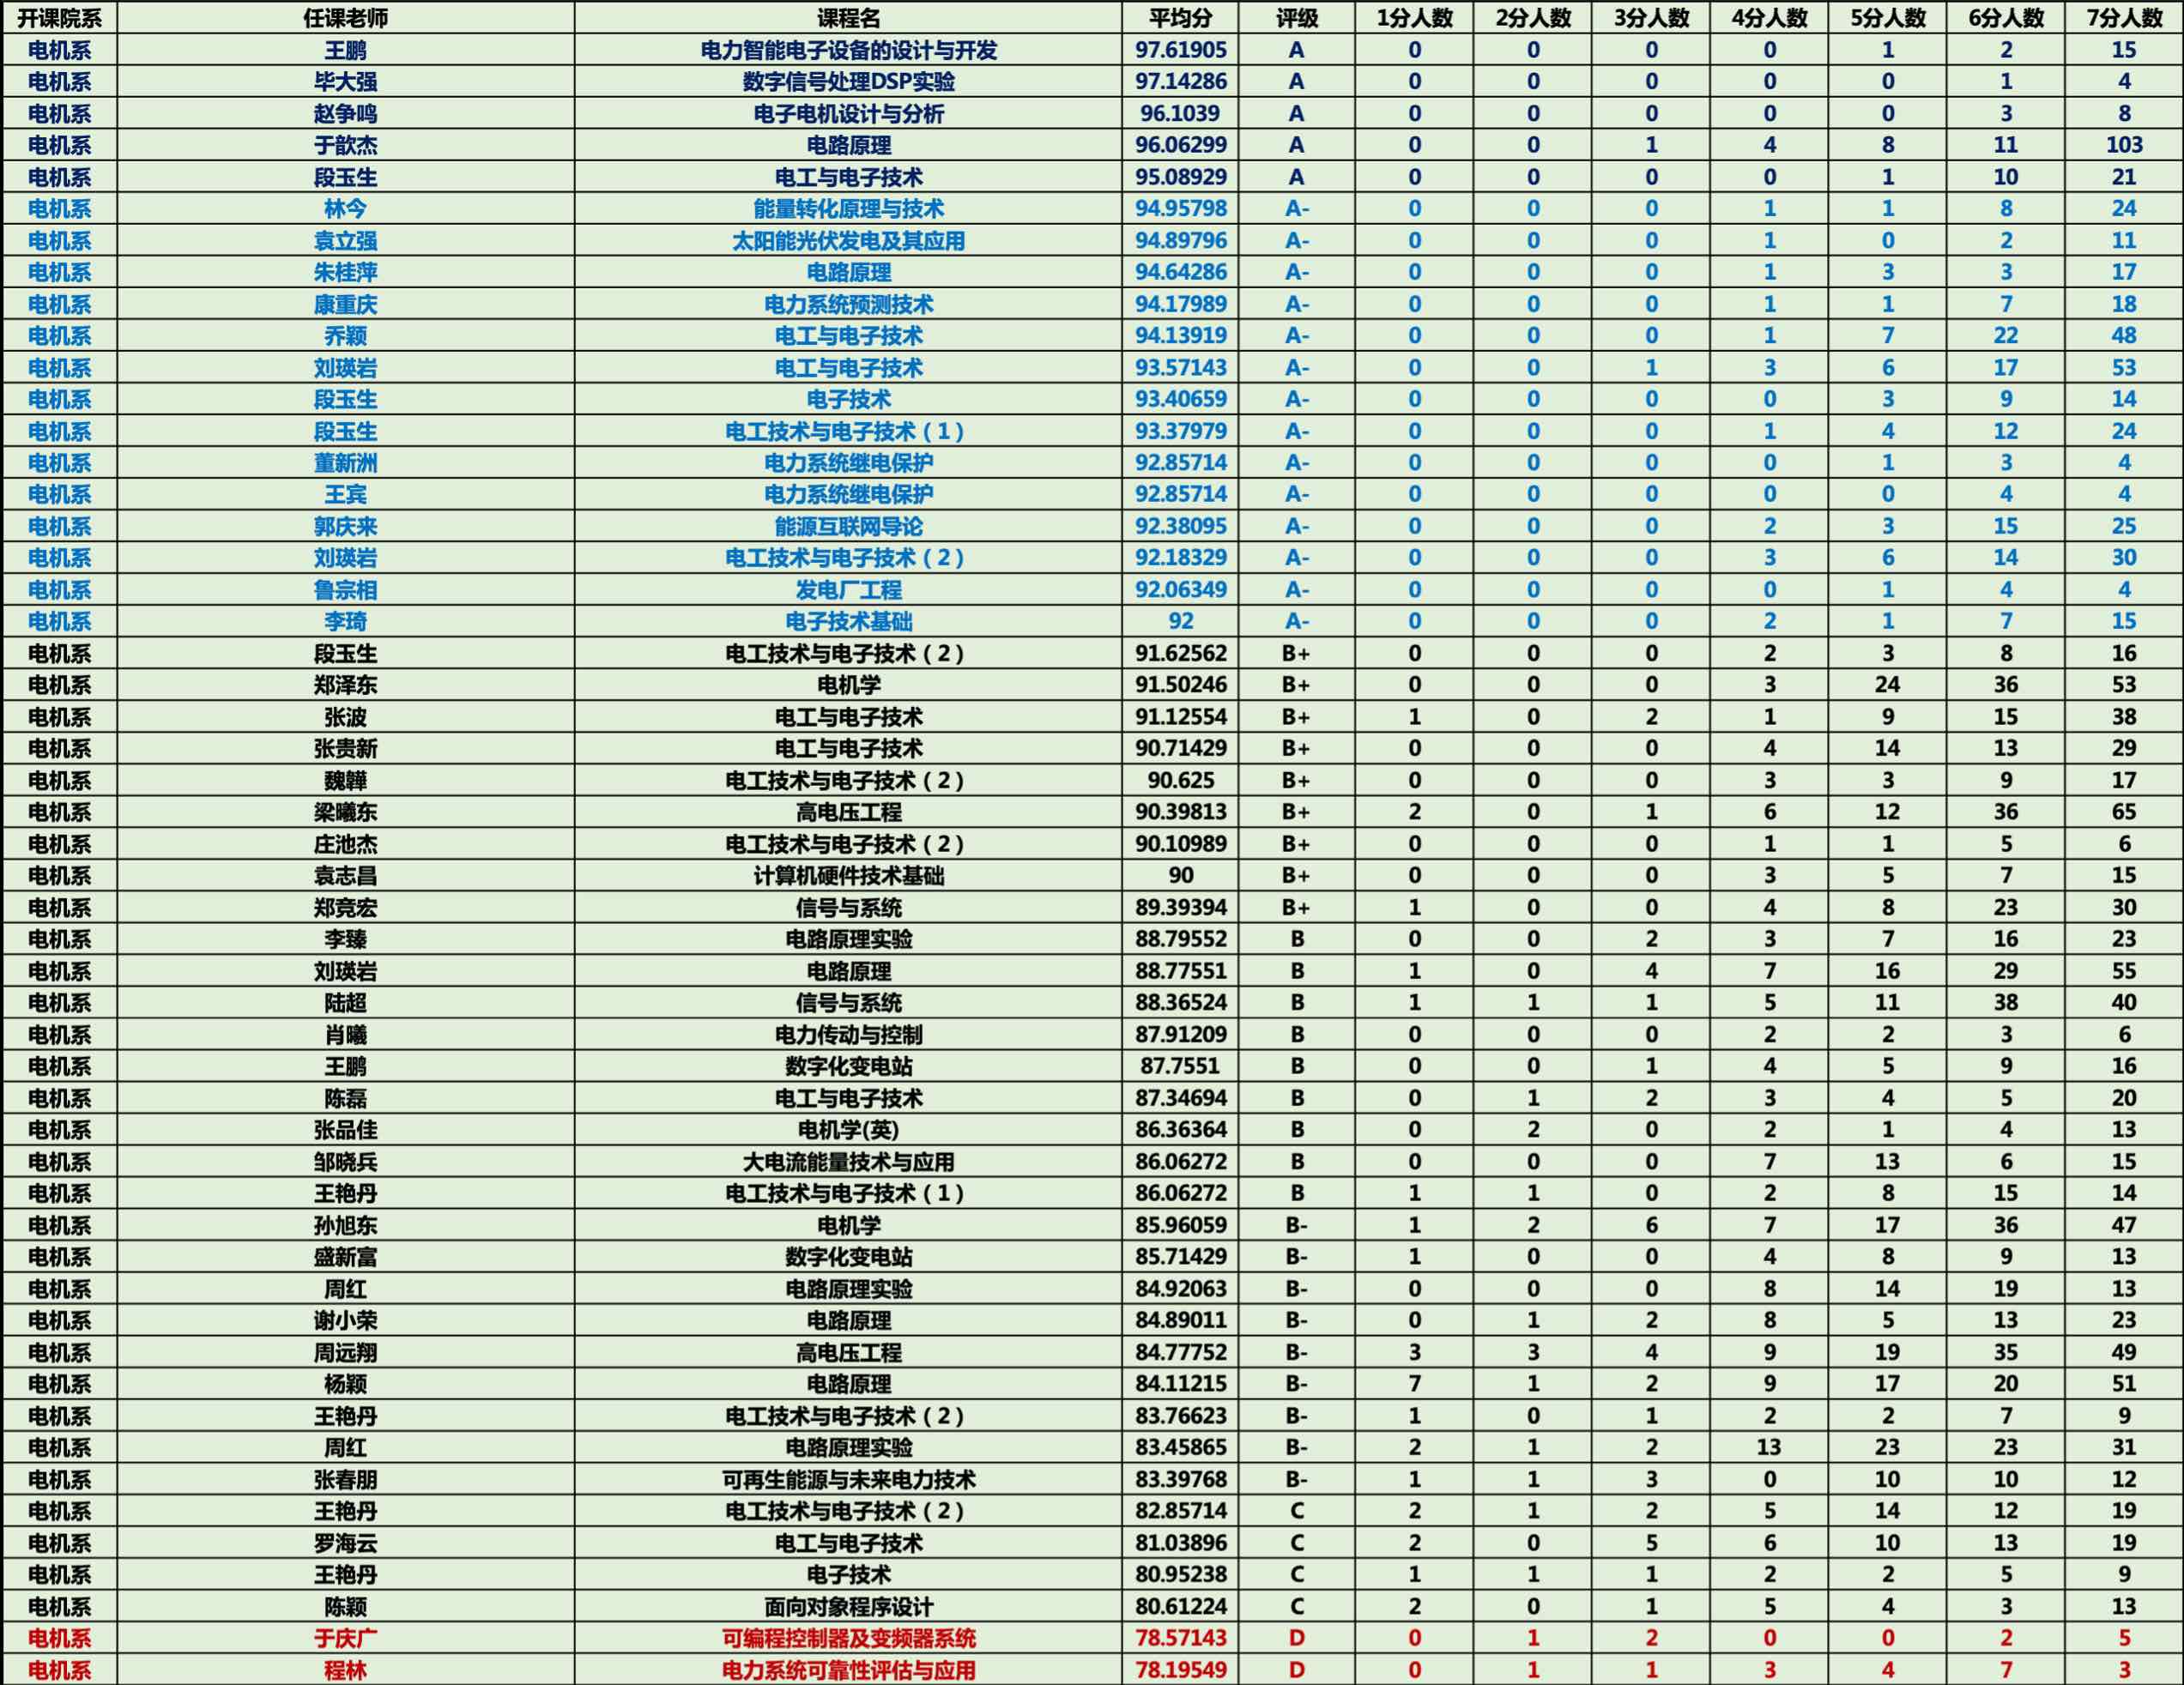 开课院系 任课老师 课程名 平均分 评级 1分人数 2分人数 3分人数 4分人数 5分人数 6分人数 7分人数
电机系 王鹏 电力智能电子设备的设计与开发 97.61905 A 0 0 0 0 1 2 15
电机系 毕大强 数字信号处理DSP实验 97.14286 A 0 0 0 0 0 1 4
电机系 赵争鸣 电子电机设计与分析 96.1039 A 0 0 0 0 0 3 8
电机系 于歆杰 电路原理 96.06299 A 0 0 1 4 8 11 103
电机系 段玉生 电工与电子技术 95.08929 A 0 0 0 0 1 10 21
电机系 林今 能量转化原理与技术 94.95798 A- 0 0 0 1 1 8 24
电机系 袁立强 太阳能光伏发电及其应用 94.89796 A- 0 0 0 1 0 2 11
电机系 朱桂萍 电路原理 94.64286 A- 0 0 0 1 3 3 17
电机系 康重庆 电力系统预测技术 94.17989 A- 0 0 0 1 1 7 18
电机系 乔颖 电工与电子技术 94.13919 A- 0 0 0 1 7 22 48
电机系 刘瑛岩 电工与电子技术 93.57143 A- 0 0 1 3 6 17 53
电机系 段玉生 电子技术 93.40659 A- 0 0 0 0 3 9 14
电机系 段玉生 电工技术与电子技术（1） 93.37979 A- 0 0 0 1 4 12 24
电机系 董新洲 电力系统继电保护 92.85714 A- 0 0 0 0 1 3 4
电机系 王宾 电力系统继电保护 92.85714 A- 0 0 0 0 0 4 4
电机系 郭庆来 能源互联网导论 92.38095 A- 0 0 0 2 3 15 25
电机系 刘瑛岩 电工技术与电子技术（2） 92.18329 A- 0 0 0 3 6 14 30
电机系 鲁宗相 发电厂工程 92.06349 A- 0 0 0 0 1 4 4
电机系 李琦 电子技术基础 92 A- 0 0 0 2 1 7 15
电机系 段玉生 电工技术与电子技术（2） 91.62562 B+ 0 0 0 2 3 8 16
电机系 郑泽东 电机学 91.50246 B+ 0 0 0 3 24 36 53
电机系 张波 电工与电子技术 91.12554 B+ 1 0 2 1 9 15 38
电机系 张贵新 电工与电子技术 90.71429 B+ 0 0 0 4 14 13 29
电机系 魏韡 电工技术与电子技术（2） 90.625 B+ 0 0 0 3 3 9 17
电机系 梁曦东 高电压工程 90.39813 B+ 2 0 1 6 12 36 65
电机系 庄池杰 电工技术与电子技术（2） 90.10989 B+ 0 0 0 1 1 5 6
电机系 袁志昌 计算机硬件技术基础 90 B+ 0 0 0 3 5 7 15
电机系 郑竞宏 信号与系统 89.39394 B+ 1 0 0 4 8 23 30
电机系 李臻 电路原理实验 88.79552 B 0 0 2 3 7 16 23
电机系 刘瑛岩 电路原理 88.77551 B 1 0 4 7 16 29 55
电机系 陆超 信号与系统 88.36524 B 1 1 1 5 11 38 40
电机系 肖曦 电力传动与控制 87.91209 B 0 0 0 2 2 3 6
电机系 王鹏 数字化变电站 87.7551 B 0 0 1 4 5 9 16
电机系 陈磊 电工与电子技术 87.34694 B 0 1 2 3 4 5 20
电机系 张品佳 电机学(英) 86.36364 B 0 2 0 2 1 4 13
电机系 邹晓兵 大电流能量技术与应用 86.06272 B 0 0 0 7 13 6 15
电机系 王艳丹 电工技术与电子技术（1） 86.06272 B 1 1 0 2 8 15 14
电机系 孙旭东 电机学 85.96059 B- 1 2 6 7 17 36 47
电机系 盛新富 数字化变电站 85.71429 B- 1 0 0 4 8 9 13
电机系 周红 电路原理实验 84.92063 B- 0 0 0 8 14 19 13
电机系 谢小荣 电路原理 84.89011 B- 0 1 2 8 5 13 23
电机系 周远翔 高电压工程 84.77752 B- 3 3 4 9 19 35 49
电机系 杨颖 电路原理 84.11215 B- 7 1 2 9 17 20 51
电机系 王艳丹 电工技术与电子技术（2） 83.76623 B- 1 0 1 2 2 7 9
电机系 周红 电路原理实验 83.45865 B- 2 1 2 13 23 23 31
电机系 张春朋 可再生能源与未来电力技术 83.39768 B- 1 1 3 0 10 10 12
电机系 王艳丹 电工技术与电子技术（2） 82.85714 C 2 1 2 5 14 12 19
电机系 罗海云 电工与电子技术 81.03896 C 2 0 5 6 10 13 19
电机系 王艳丹 电子技术 80.95238 C 1 1 1 2 2 5 9
电机系 陈颖 面向对象程序设计 80.61224 C 2 0 1 5 4 3 13
电机系 于庆广 可编程控制器及变频器系统 78.57143 D 0 1 2 0 0 2 5
电机系 程林 电力系统可靠性评估与应用 78.19549 D 0 1 1 3 4 7 3